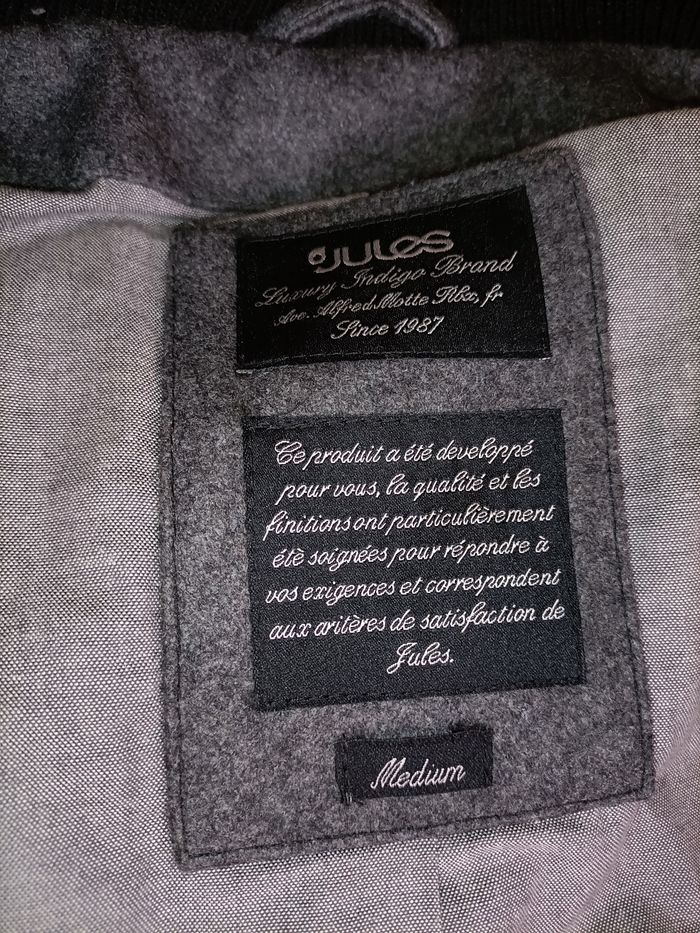 JULES
Luxury Indigo Brand
Ave. Alfred Motte Rbx, fr
Since 1987
Ce produit a été developpé
pour vous, la qualité et les
finitions ont particulièrement
étè soignées pour répondre à
vos exigences et correspondent
aux aritères de satisfaction de
Jules.
Medium